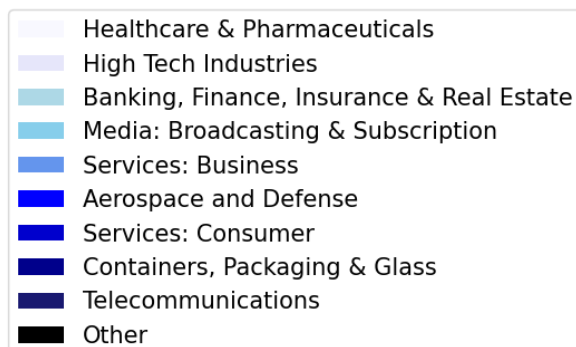 Healthcare & Pharmaceuticals
High Tech Industries
Banking, Finance, Insurance & Real Estate
Media: Broadcasting & Subscription
Services: Business
Aerospace and Defense
Services: Consumer
Containers, Packaging & Glass
Telecommunications
Other